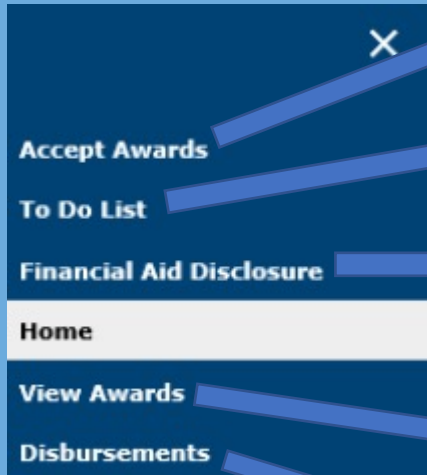 Accept Awards
To Do List
Financial Aid Disclosure
Home
View Awards
Disbursements